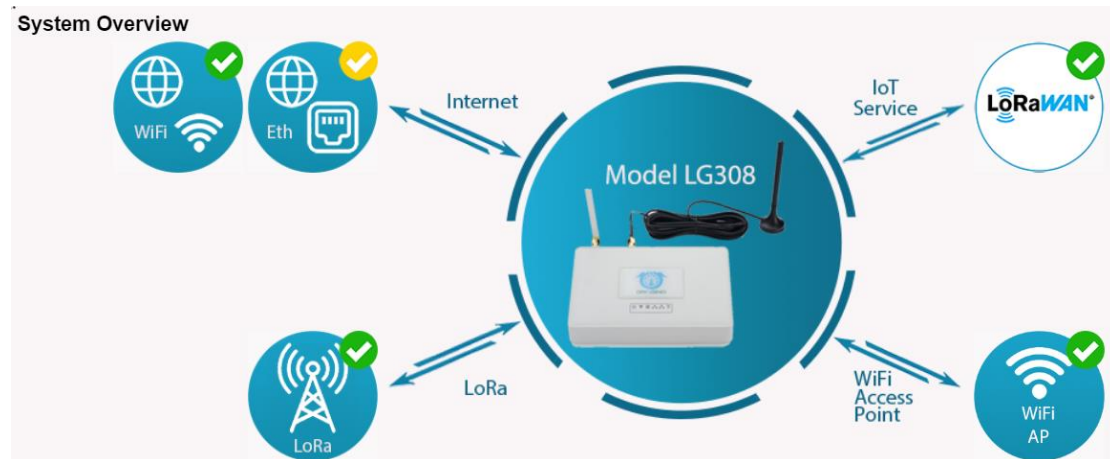 System Overview
WiFi
Eth
Internet
IoT
Service
LoRaWAN®
Model LG308
LoRa
LoRa
WiFi
Access
Point
WiFi
AP